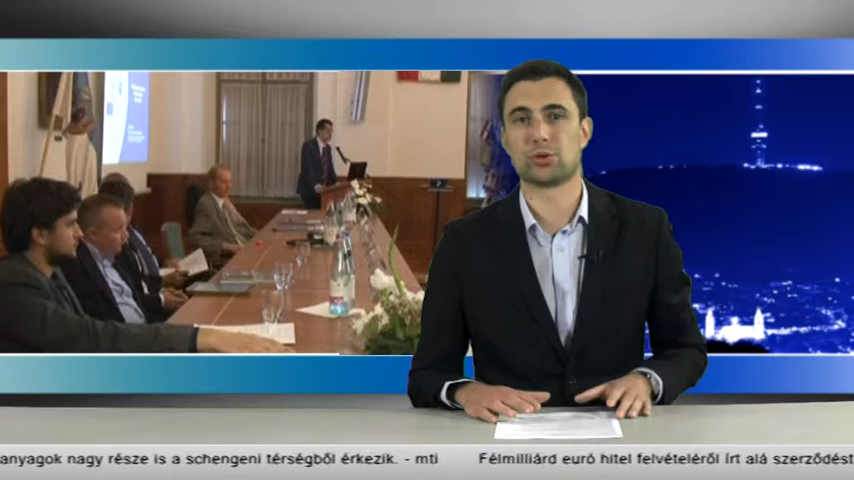 anyagok nagy része is a schengeni térségből érkezik. - mti Félmilliárd euró hitel felvételéről írt alá szerződést